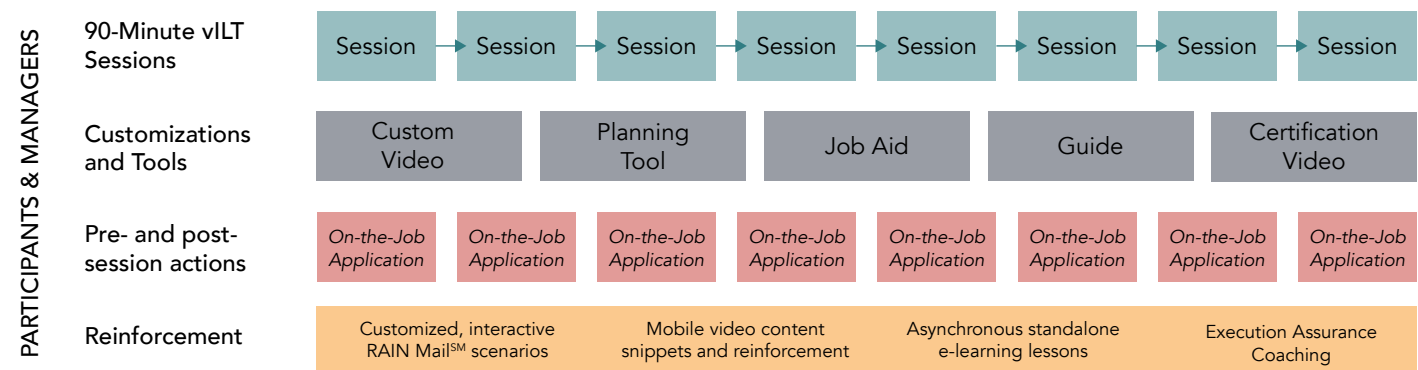 PARTICIPANTS & MANAGERS
90-Minute vILT
Sessions
Session
Session
Session
Session
Session
Session
Session
Session
Customizations
and Tools
Custom
Video
Planning
Tool
Job Aid
Guide
Certification
Video
Pre- and post-
session actions
On-the-Job
Application
On-the-Job
Application
On-the-Job
Application
On-the-Job
Application
On-the-Job
Application
On-the-Job
Application
On-the-Job
Application
On-the-Job
Application
Reinforcement
Customized, interactive
RAIN Mail℠ scenarios
Mobile video content
snippets and reinforcement
Asynchronous standalone
e-learning lessons
Execution Assurance
Coaching